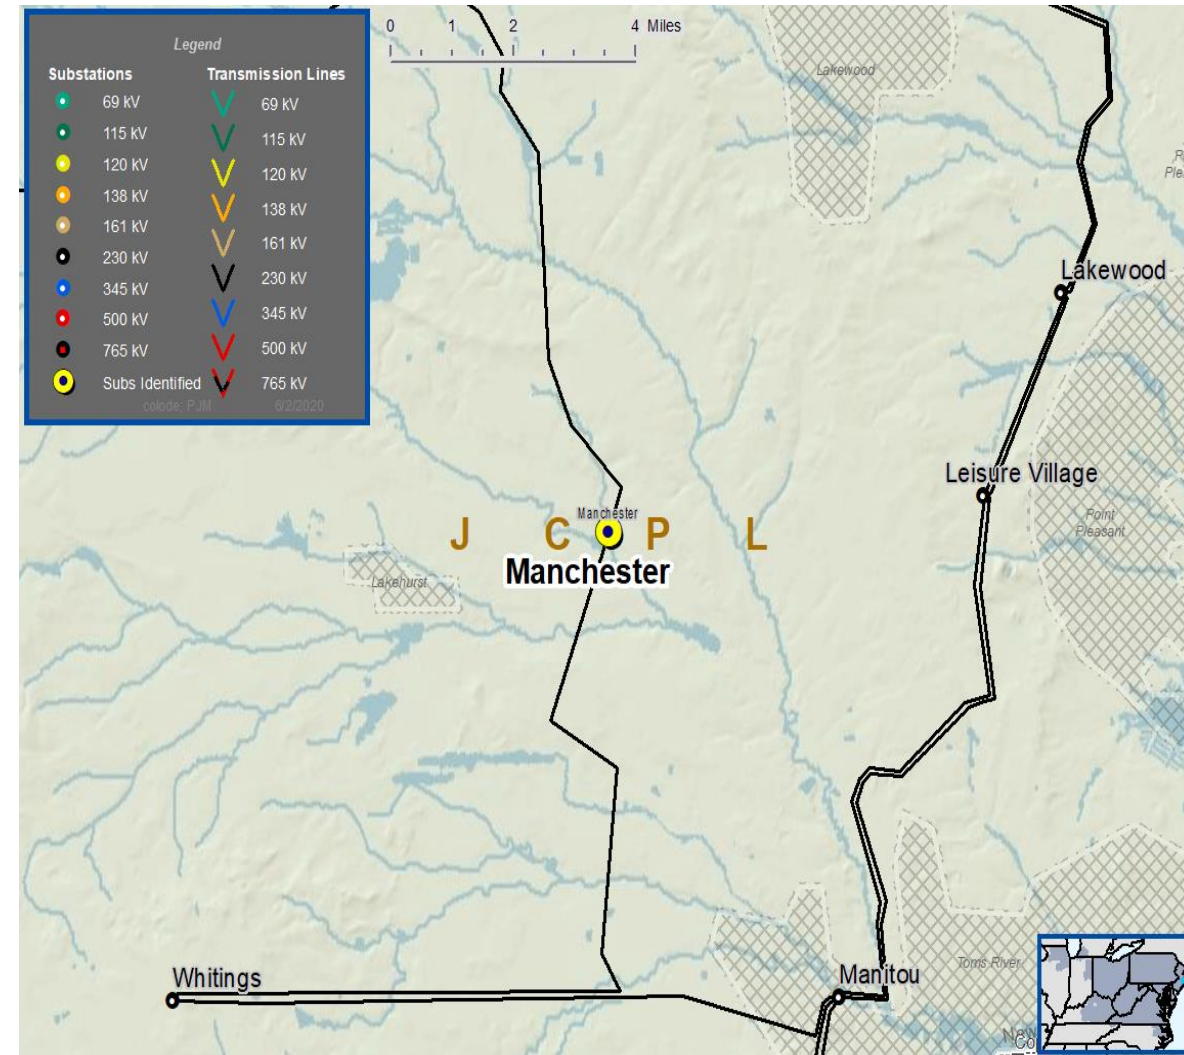 Legend
Substations
Transmission Lines
69 kV
69 kV
115 kV
115 kV
120 kV
120 kV
138 kV
138 kV
161 kV
161 kV
230 kV
230 kV
345 kV
345 kV
500 kV
500 kV
765 kV
765 kV
Subs Identified
colode: PJM
6/2/2020
0 1 2 4 Miles
Lakewood
Lakewood
Leisure Village
Point
Pleasant
Manchester
J C P L
Manchester
Lakehurst
Whitings
Manitou
Toms River